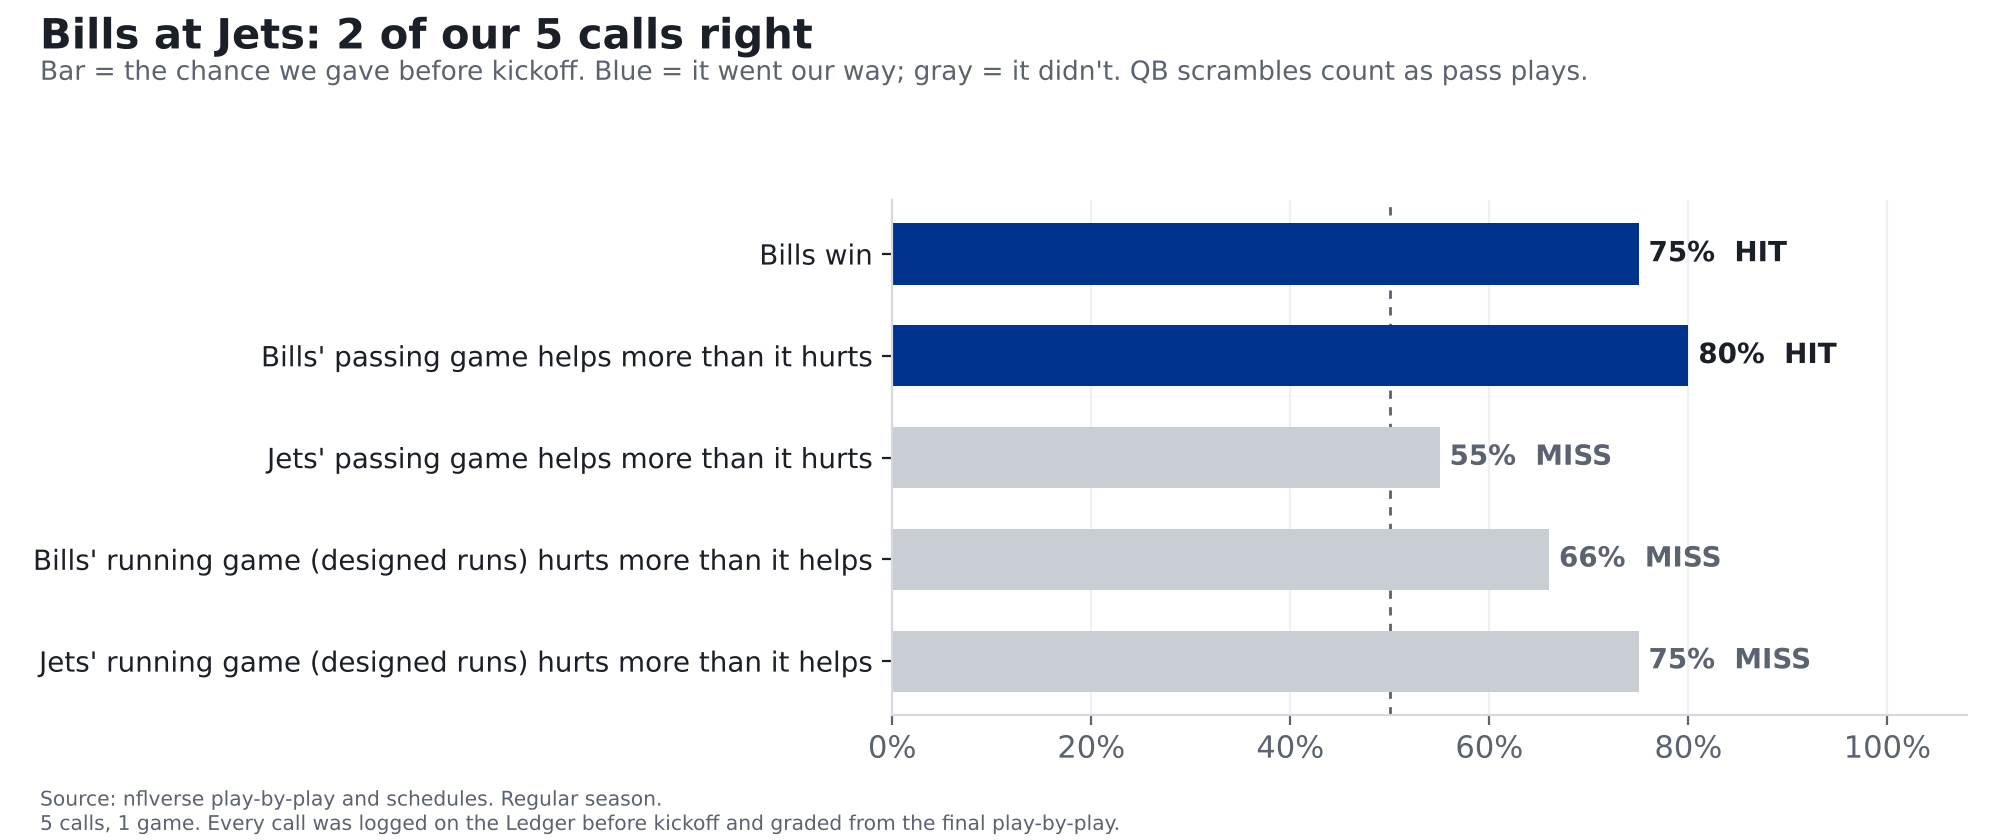 Bills at Jets: 2 of our 5 calls right
Bar = the chance we gave before kickoff. Blue = it went our way; gray = it didn't. QB scrambles count as pass plays.
Bills win
75% HIT
Bills' passing game helps more than it hurts
80% HIT
Jets' passing game helps more than it hurts
55% MISS
Bills' running game (designed runs) hurts more than it helps
66% MISS
Jets' running game (designed runs) hurts more than it helps
75% MISS
0% 20% 40% 60% 80% 100%
Source: nflverse play-by-play and schedules. Regular season.
5 calls, 1 game. Every call was logged on the Ledger before kickoff and graded from the final play-by-play.